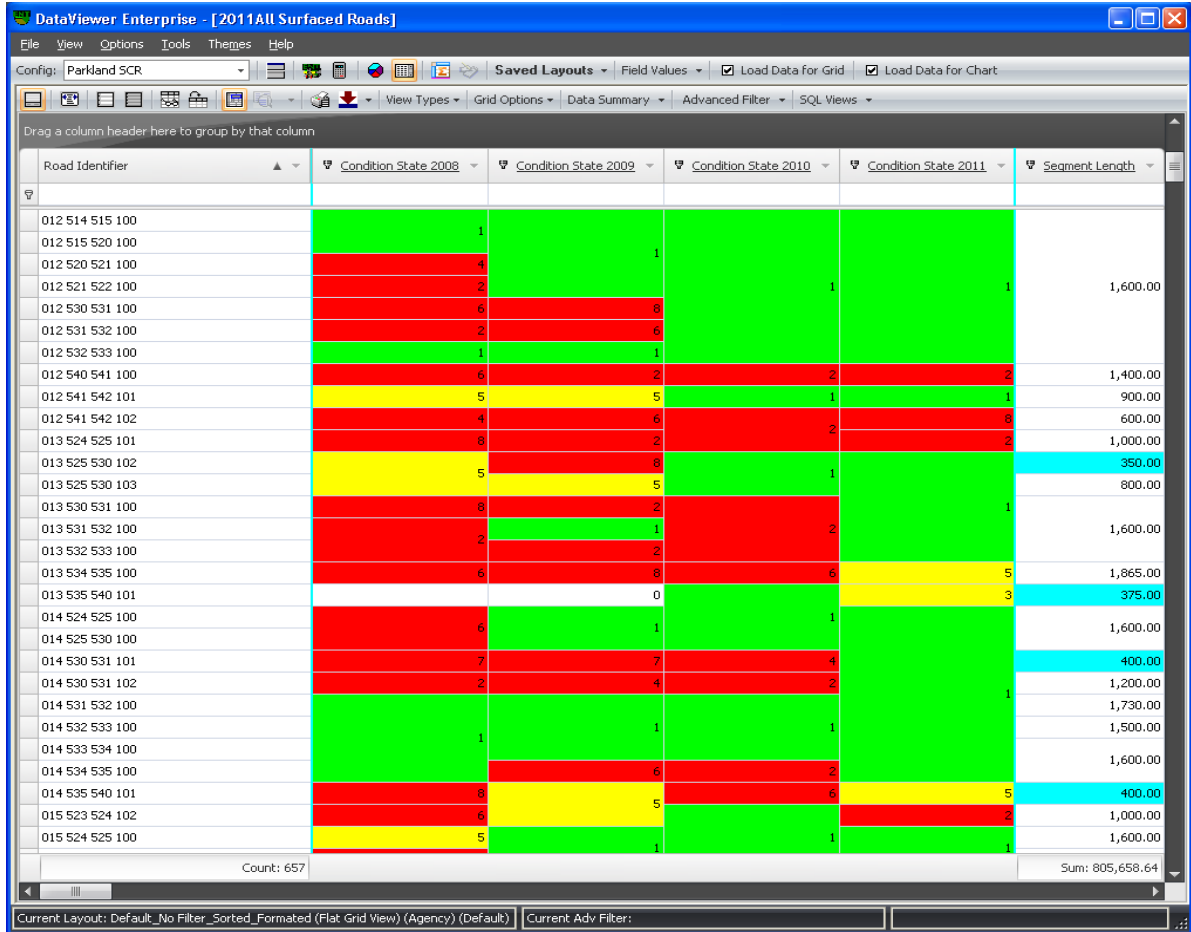 DataViewer Enterprise - [2011All Surfaced Roads]
File View Options Tools Themes Help
Config: Parkland SCR Saved Layouts Field Values Load Data for Grid Load Data for Chart
View Types Grid Options Data Summary Advanced Filter SQL Views
Drag a column header here to group by that column
Road Identifier Condition State 2008 Condition State 2009 Condition State 2010 Condition State 2011 Segment Length
012 514 515 100
012 515 520 100 1
012 520 521 100 4 1
012 521 522 100 2 1 1 1,600.00
012 530 531 100 6 8
012 531 532 100 2 6
012 532 533 100 1 1
012 540 541 100 6 2 2 2 1,400.00
012 541 542 101 5 5 1 1 900.00
012 541 542 102 4 6 2 8 600.00
013 524 525 101 8 2 2 1,000.00
013 525 530 102 5 8 1 350.00
013 525 530 103 5 800.00
013 530 531 100 8 2 1
013 531 532 100 2 1 2 1,600.00
013 532 533 100 2
013 534 535 100 6 8 6 5 1,865.00
013 535 540 101 0 3 375.00
014 524 525 100 6 1 1 1,600.00
014 525 530 100
014 530 531 101 7 7 4 400.00
014 530 531 102 2 4 2 1 1,200.00
014 531 532 100 1,730.00
014 532 533 100 1 1 1 1,500.00
014 533 534 100 1,600.00
014 534 535 100 6 2
014 535 540 101 8 5 6 5 400.00
015 523 524 102 6 2 1,000.00
015 524 525 100 5 1 1 1 1,600.00
Count: 657 Sum: 805,658.64
Current Layout: Default_No Filter_Sorted_Formated (Flat Grid View) (Agency) (Default) Current Adv Filter: